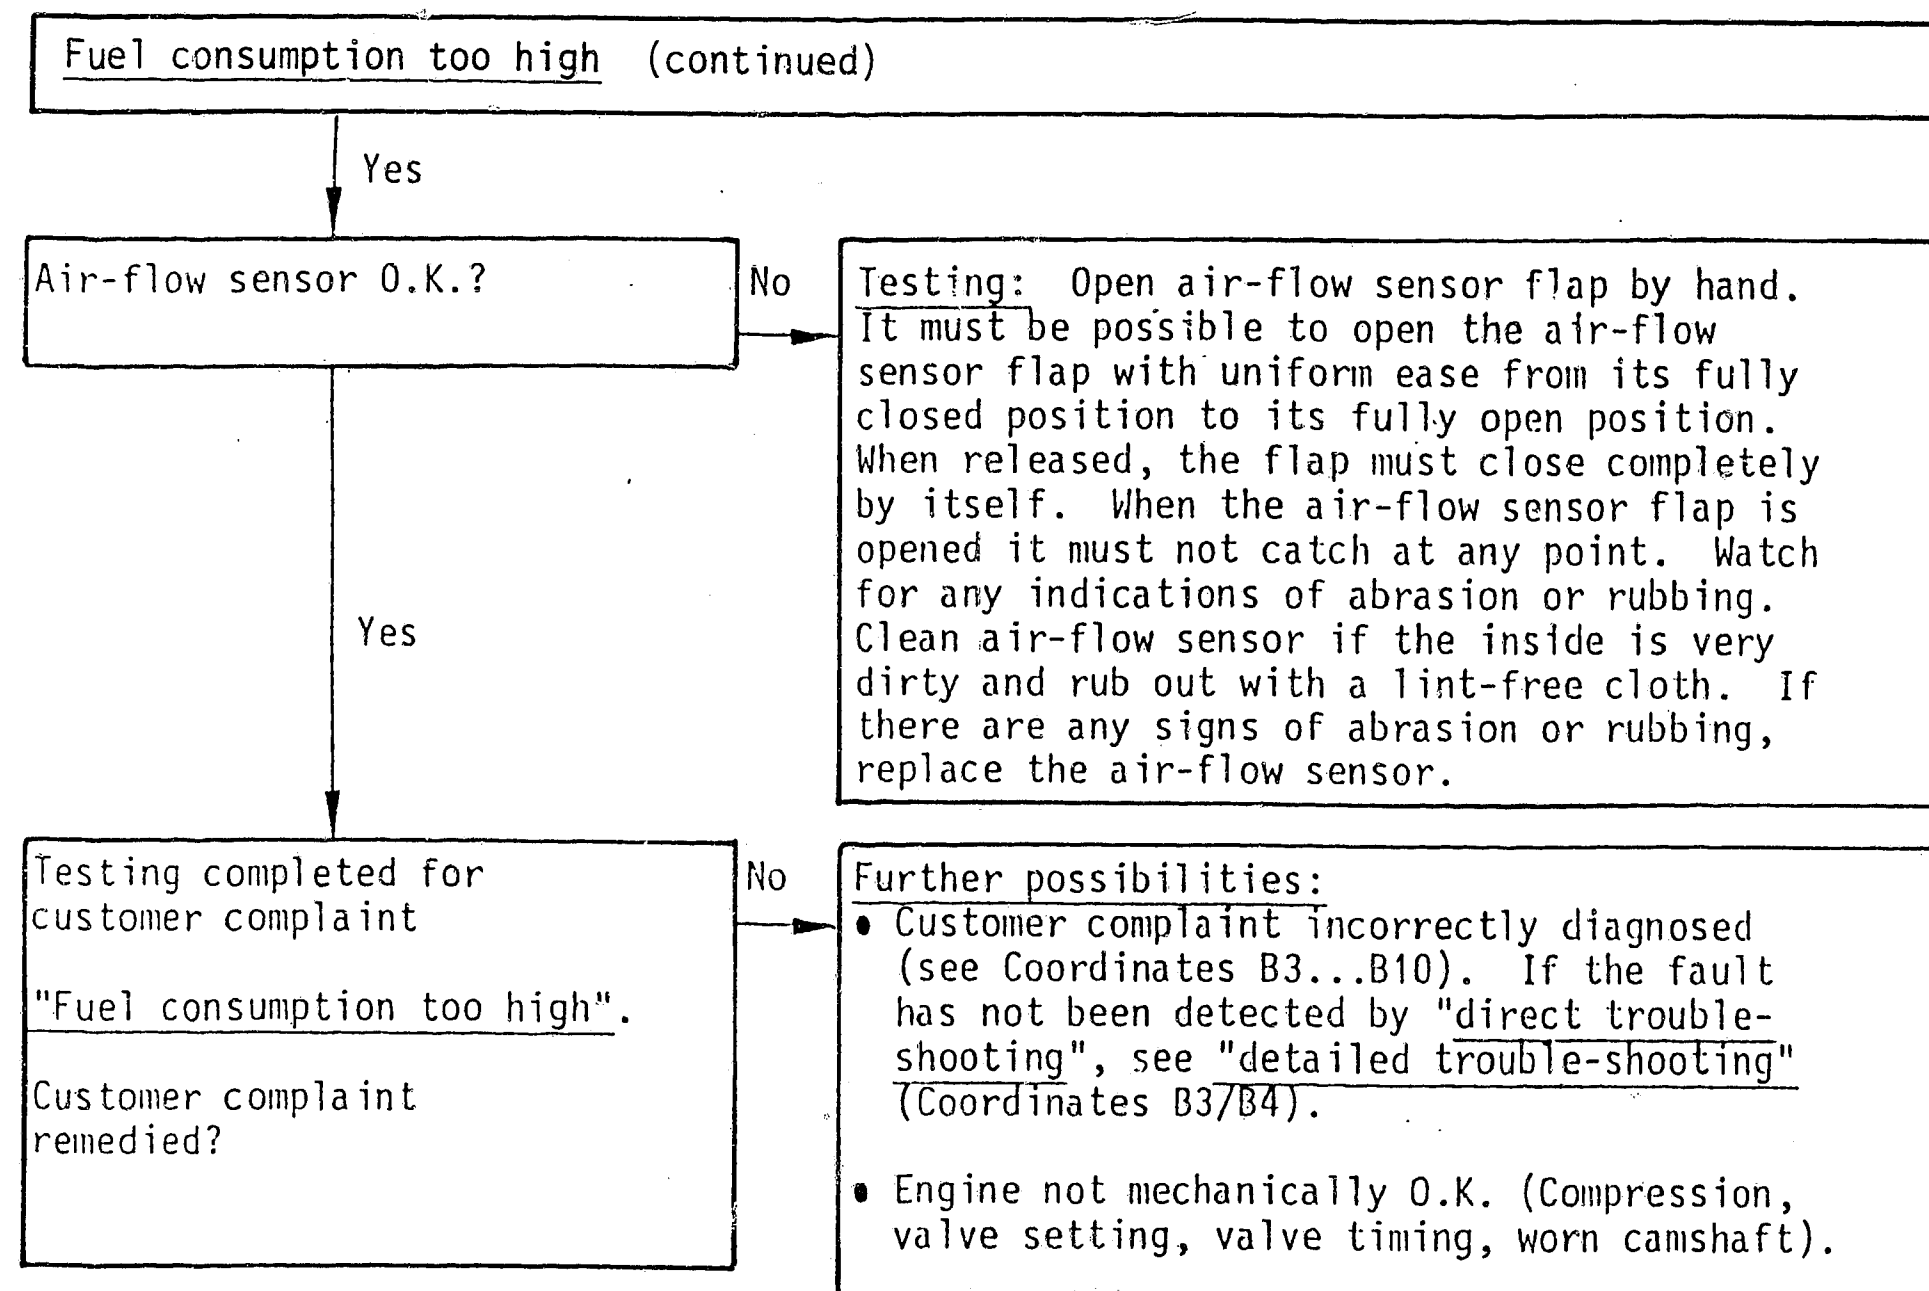 Fuel consumption too high (continued)
Yes
Air-flow sensor O.K.?
No
Testing: Open air-flow sensor flap by hand.
It must be possible to open the air-flow
sensor flap with uniform ease from its fully
closed position to its fully open position.
When released, the flap must close completely
by itself. When the air-flow sensor flap is
opened it must not catch at any point. Watch
for any indications of abrasion or rubbing.
Clean air-flow sensor if the inside is very
dirty and rub out with a lint-free cloth. If
there are any signs of abrasion or rubbing,
replace the air-flow sensor.
Yes
Testing completed for
customer complaint
"Fuel consumption too high".
Customer complaint
remedied?
No
Further possibilities:
• Customer complaint incorrectly diagnosed
(see Coordinates B3...B10). If the fault
has not been detected by "direct trouble-
shooting", see "detailed trouble-shooting"
(Coordinates B3/B4).
• Engine not mechanically O.K. (Compression,
valve setting, valve timing, worn camshaft).